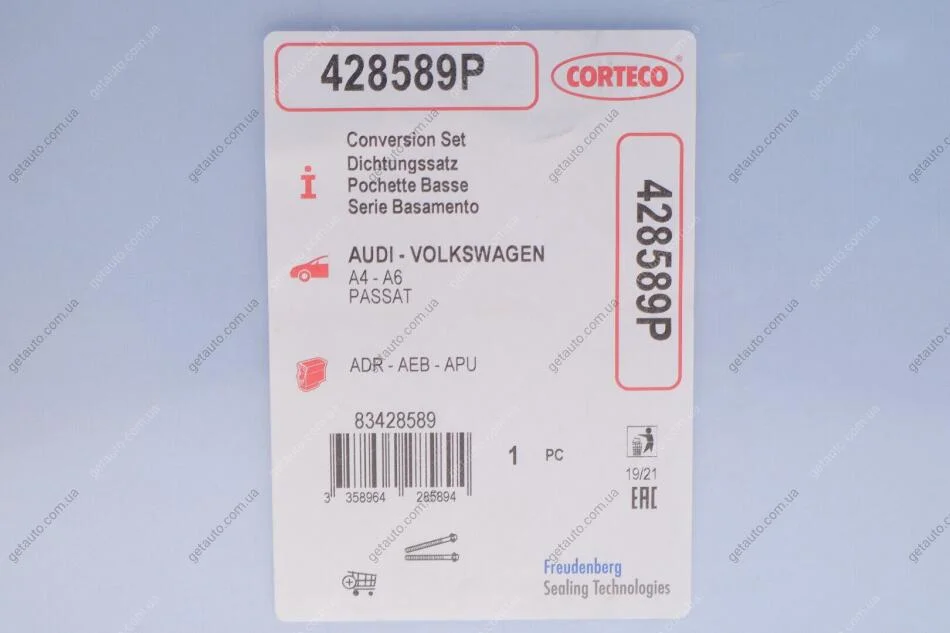 428589P
CORTECO®
Conversion Set
Dichtungssatz
Pochette Basse
Serie Basamento
428589P
AUDI - VOLKSWAGEN
A4 - A6
PASSAT
ADR - AEB - APU
83428589
3 358964 285894
1 PC
19/21
EAC
Freudenberg
Sealing Technologies
getauto.com.ua